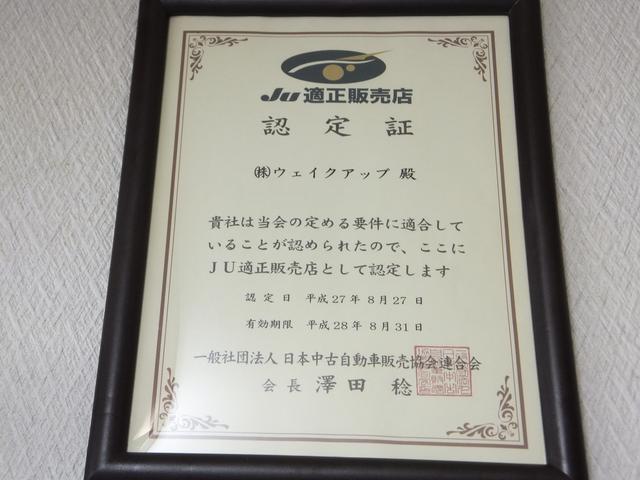 JU 適正販売店
認定証
㈱ウェイクアップ 殿
貴社は当会の定める要件に適合して
いることが認められたので、ここに
ＪＵ適正販売店として認定します
認定日 平成27年8月27日
有効期限 平成28年8月31日
一般社団法人 日本中古自動車販売協会連合会
会長 澤田 稔